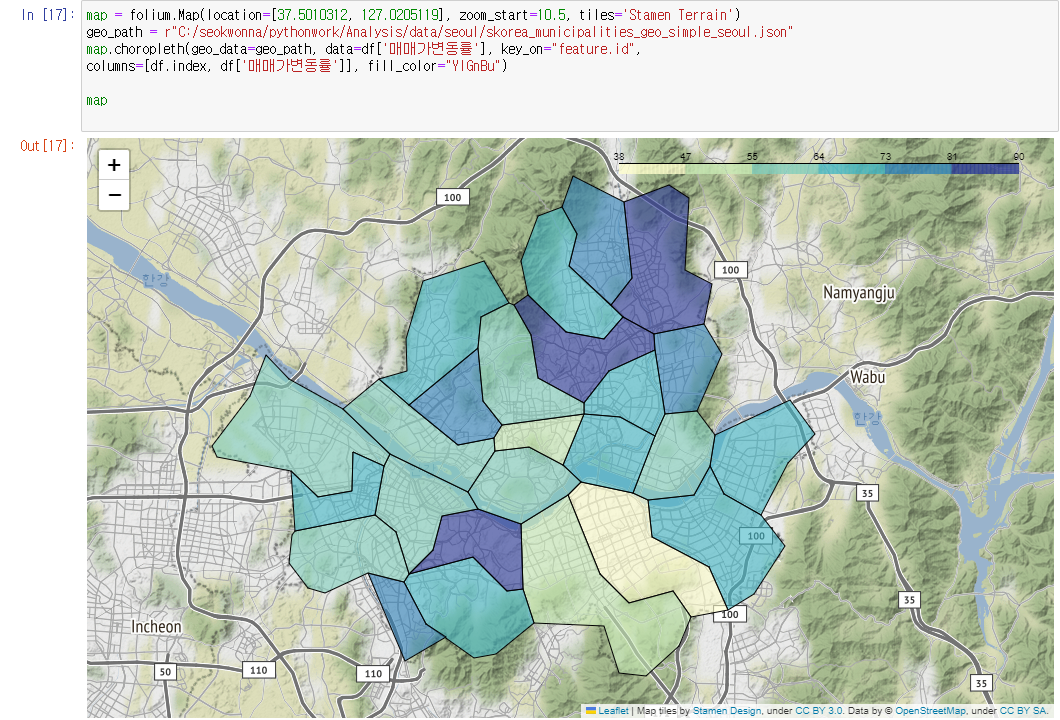 In [17]: map = folium.Map(location=[37.5010312, 127.0205119], zoom_start=10.5, tiles='Stamen Terrain')
geo_path = r"C:/seokwonna/pythonwork/Analysis/data/seoul/skorea_municipalities_geo_simple_seoul.json"
map.choropleth(geo_data=geo_path, data=df['매매가변동률'], key_on="feature.id",
columns=[df.index, df['매매가변동률']], fill_color="YlGnBu")
map
Out[17]:
+
−
38 47 55 64 73 81 90
100
한강
100
Namyangju
Wabu
한강
35
100
35
100
Incheon
50
110
110
35
Leaflet | Map tiles by Stamen Design, under CC BY 3.0. Data by © OpenStreetMap, under CC BY SA.